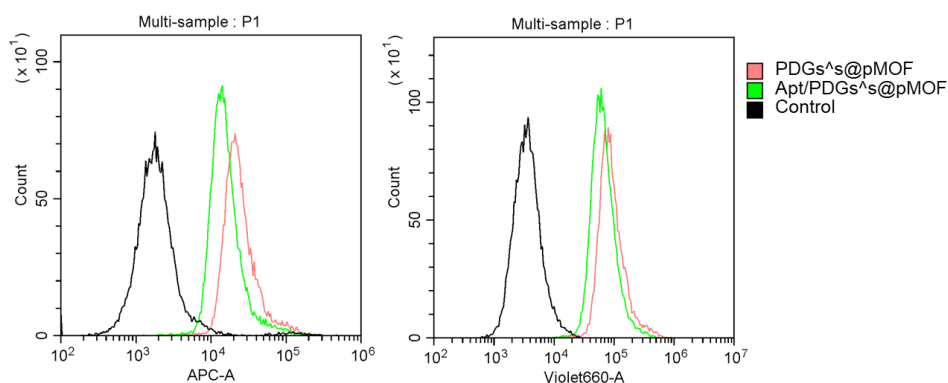 Multi-sample : P1
(x 10^1)
100
50
0
Count
10^2 10^3 10^4 10^5 10^6
APC-A
Multi-sample : P1
(x 10^1)
100
50
0
Count
10^2 10^3 10^4 10^5 10^6 10^7
Violet660-A
PDGs^s@pMOF
Apt/PDGs^s@pMOF
Control